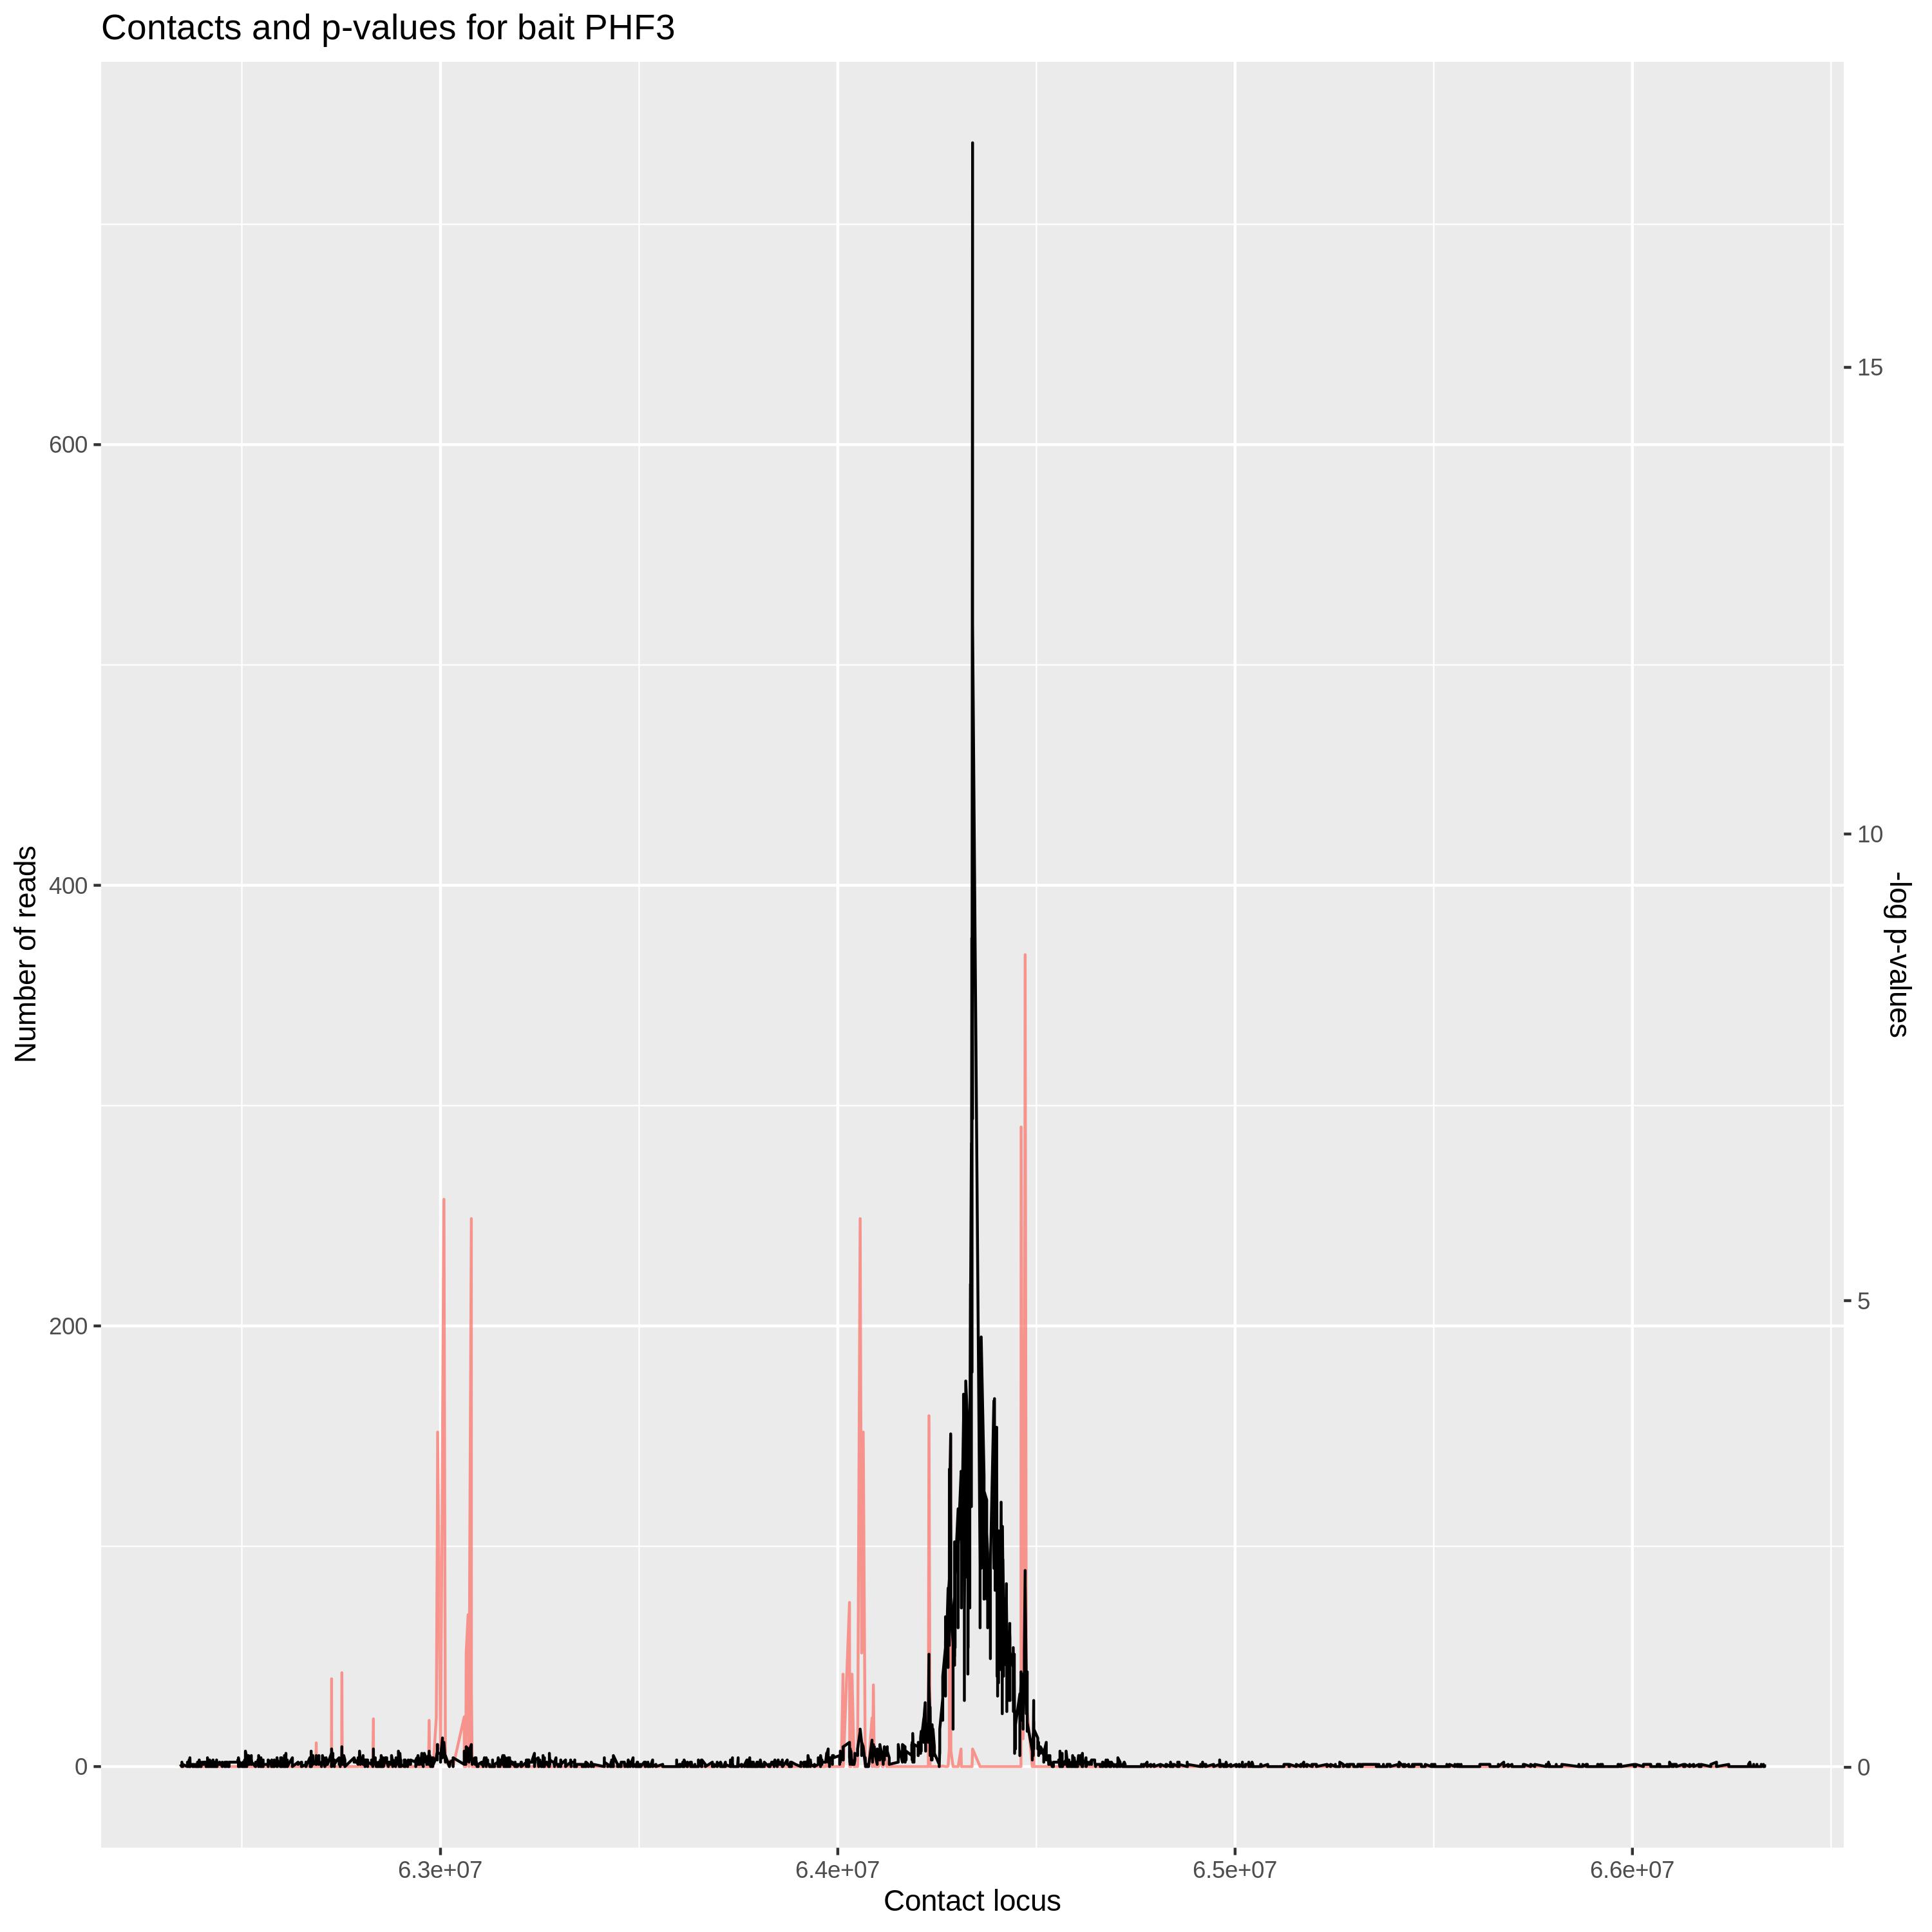 Contacts and p-values for bait PHF3
Number of reads
600
400
200
0
15
10
5
0
-log p-values
6.3e+07
6.4e+07
6.5e+07
6.6e+07
Contact locus